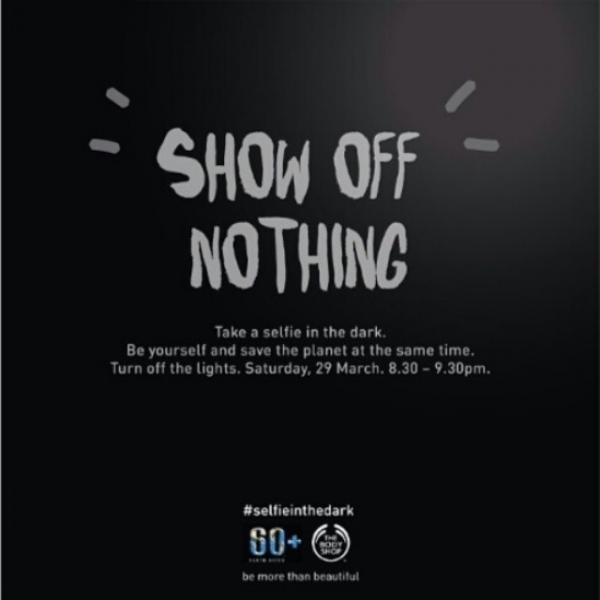 SHOW OFF
NOTHING
Take a selfie in the dark.
Be yourself and save the planet at the same time.
Turn off the lights. Saturday, 29 March. 8.30 – 9.30pm.
#selfieinthedark
60+
EARTH HOUR
THE
BODY
SHOP
be more than beautiful